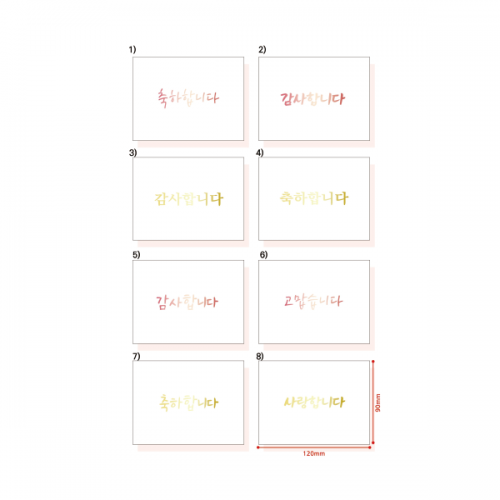 1)
축하합니다
2)
감사합니다
3)
감사합니다
4)
축하합니다
5)
감사합니다
6)
고맙습니다
7)
축하합니다
8)
사랑합니다
90mm
120mm